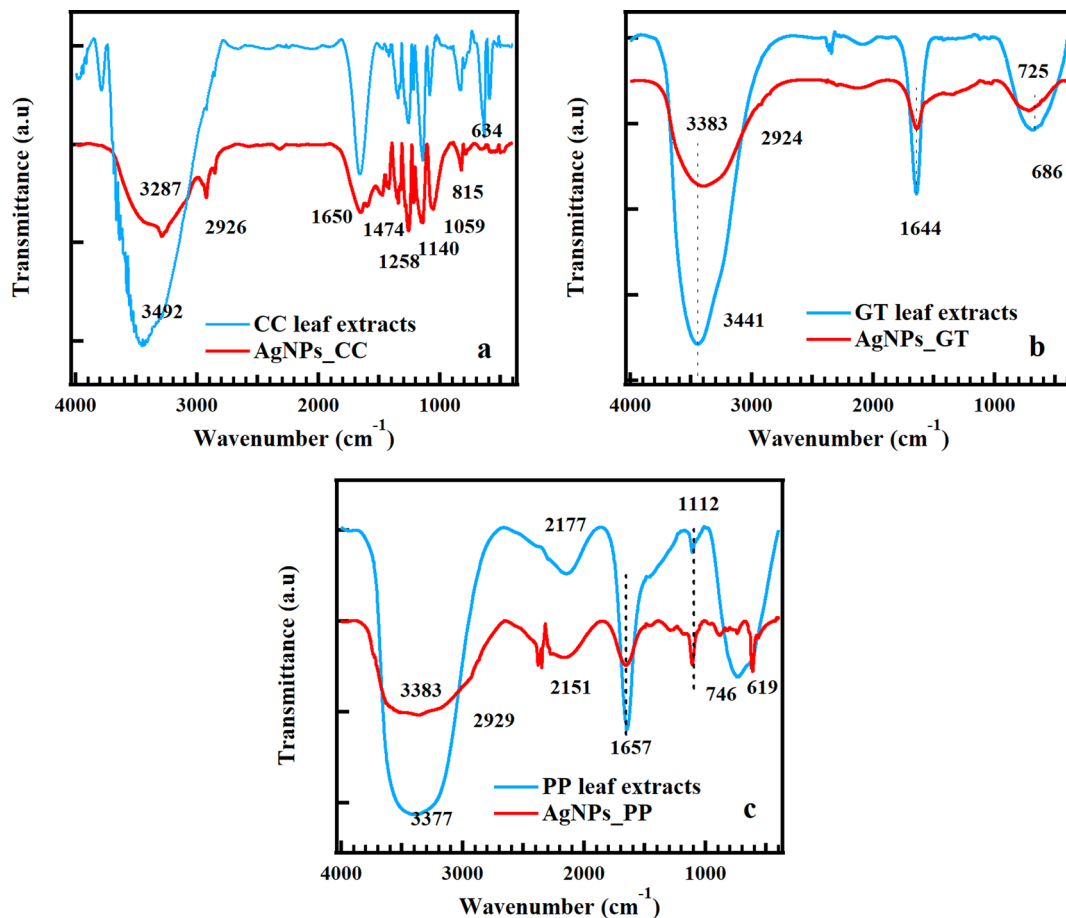 Transmittance (a.u)
634
3287
2926
1650
1474
815
1059
1140
1258
3492
CC leaf extracts
AgNPs_CC
a
4000 3000 2000 1000
Wavenumber (cm⁻¹)
Transmittance (a.u)
725
3383
2924
686
1644
3441
GT leaf extracts
AgNPs_GT
b
4000 3000 2000 1000
Wavenumber (cm⁻¹)
Transmittance (a.u)
1112
2177
3383
2151
746 619
2929
1657
PP leaf extracts
AgNPs_PP
3377
c
4000 3000 2000 1000
Wavenumber (cm⁻¹)